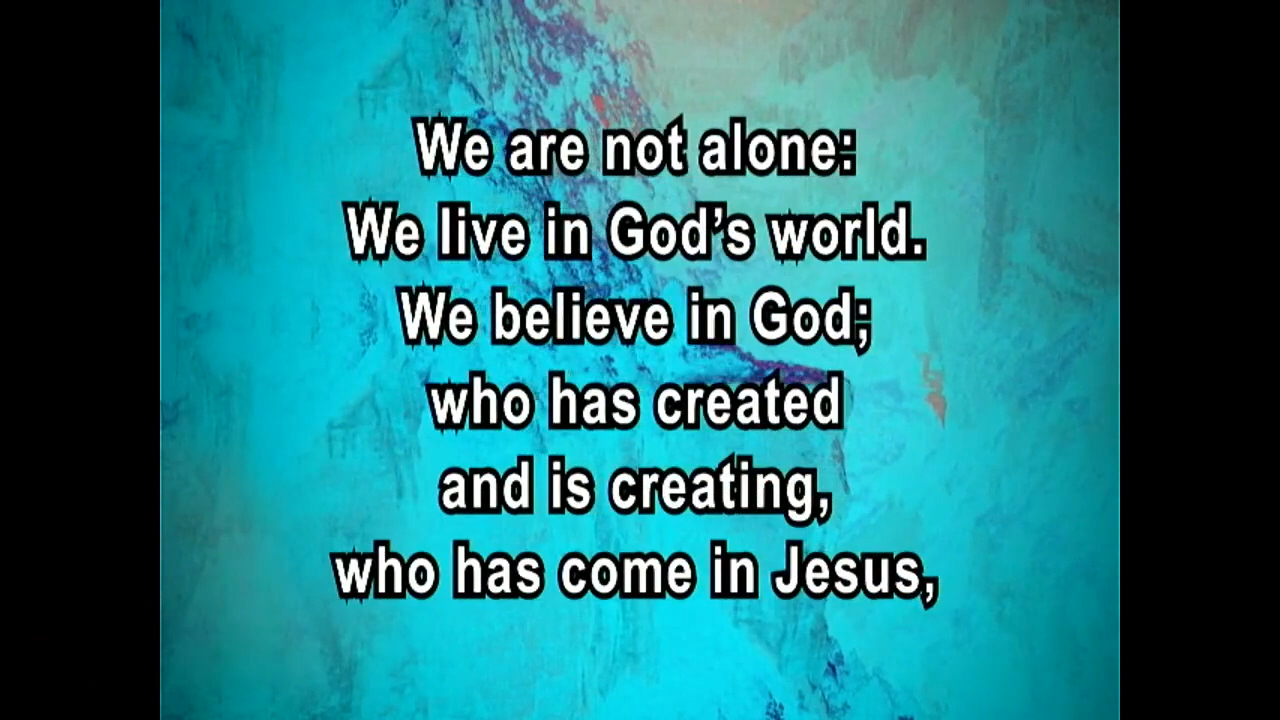 We are not alone:
We live in God’s world.
We believe in God;
who has created
and is creating,
who has come in Jesus,